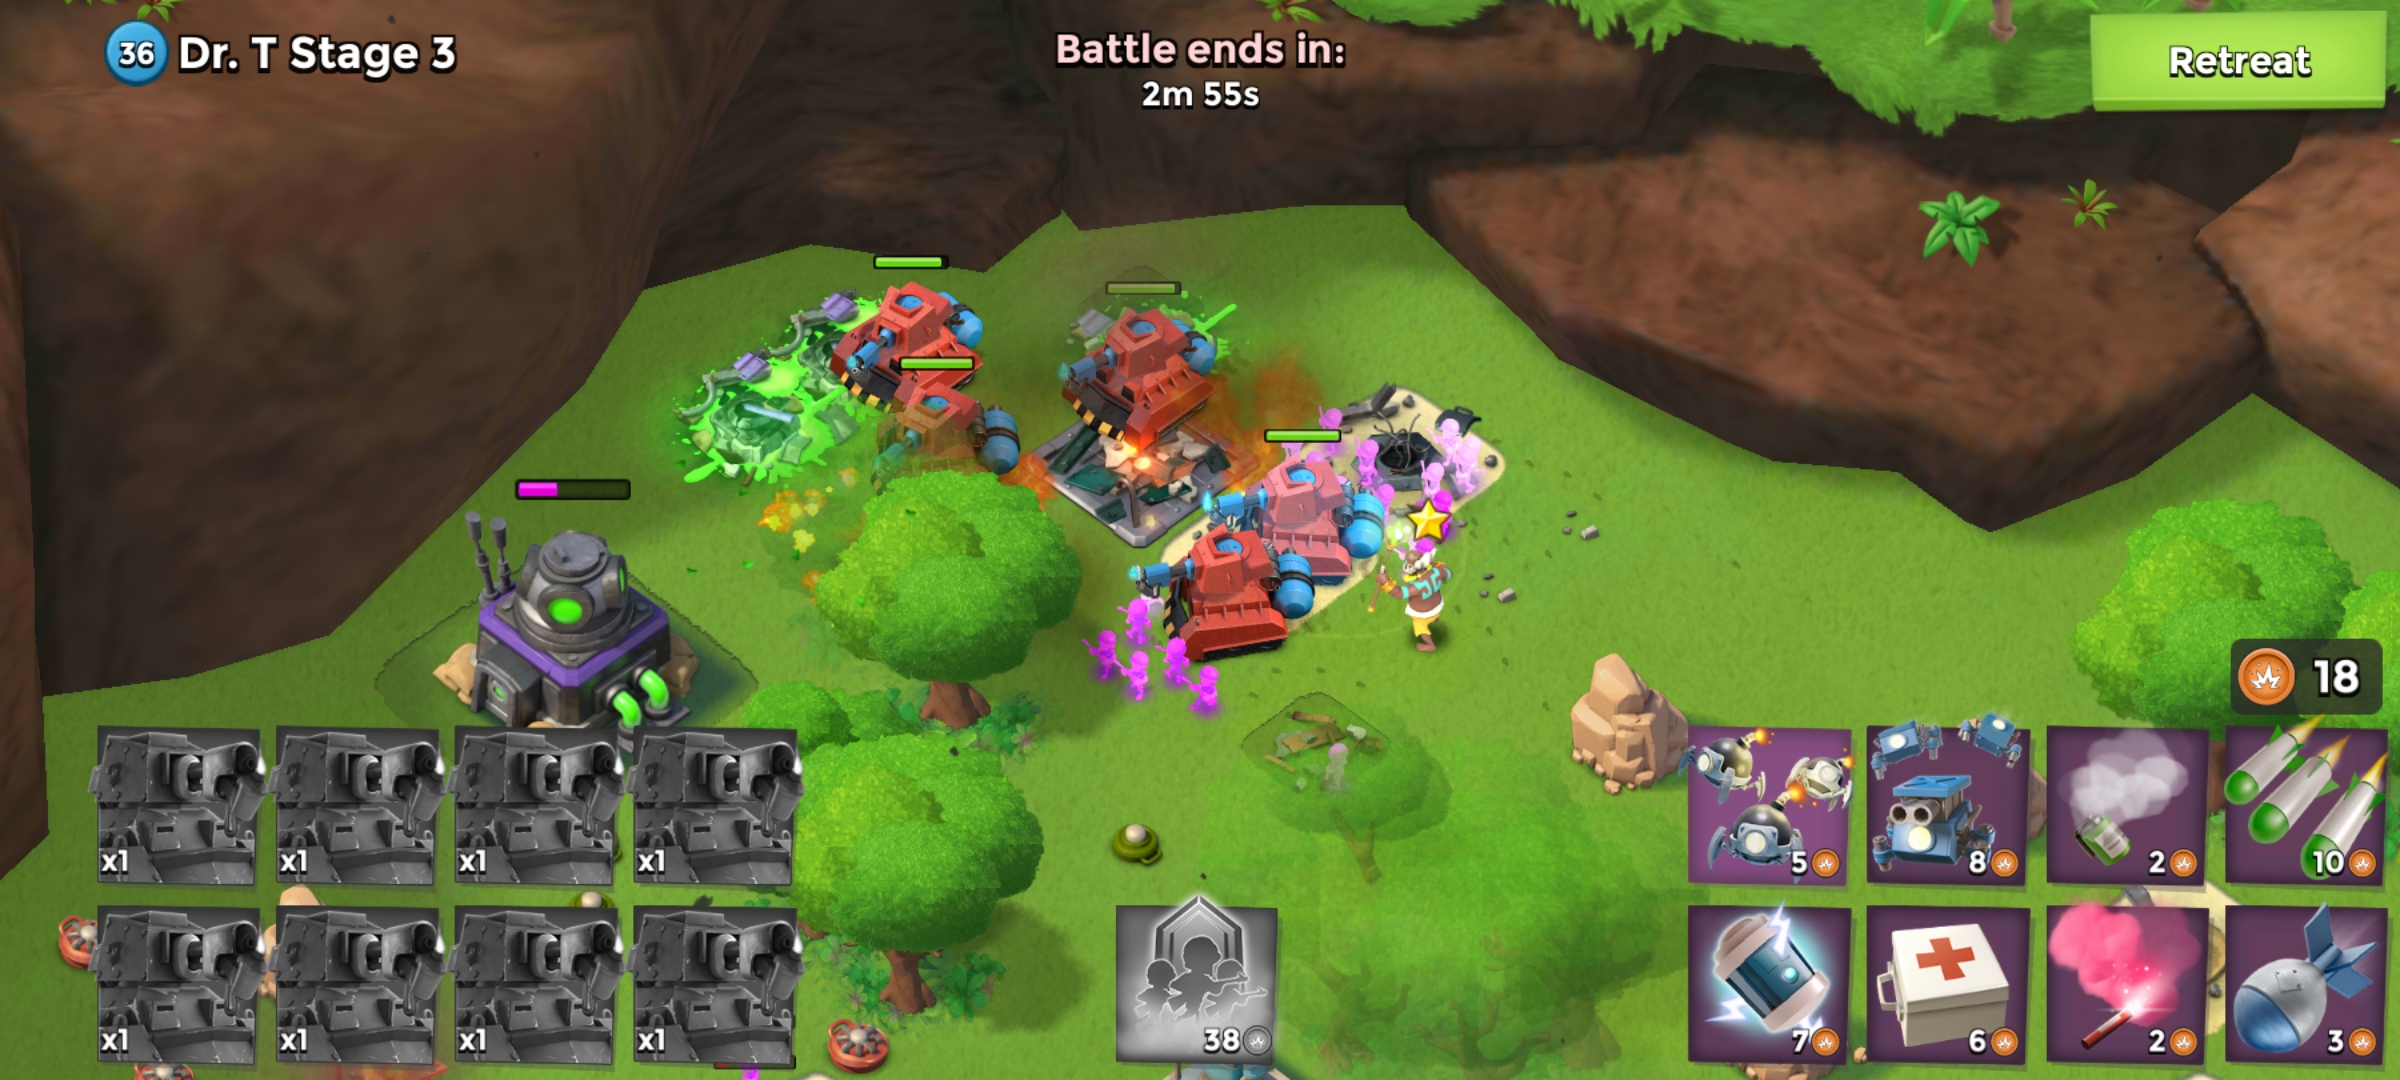 36 Dr. T Stage 3
Battle ends in:
2m 55s
Retreat
18
x1 x1 x1 x1
5 8 2 10
x1 x1 x1 x1
38
7 6 2 3